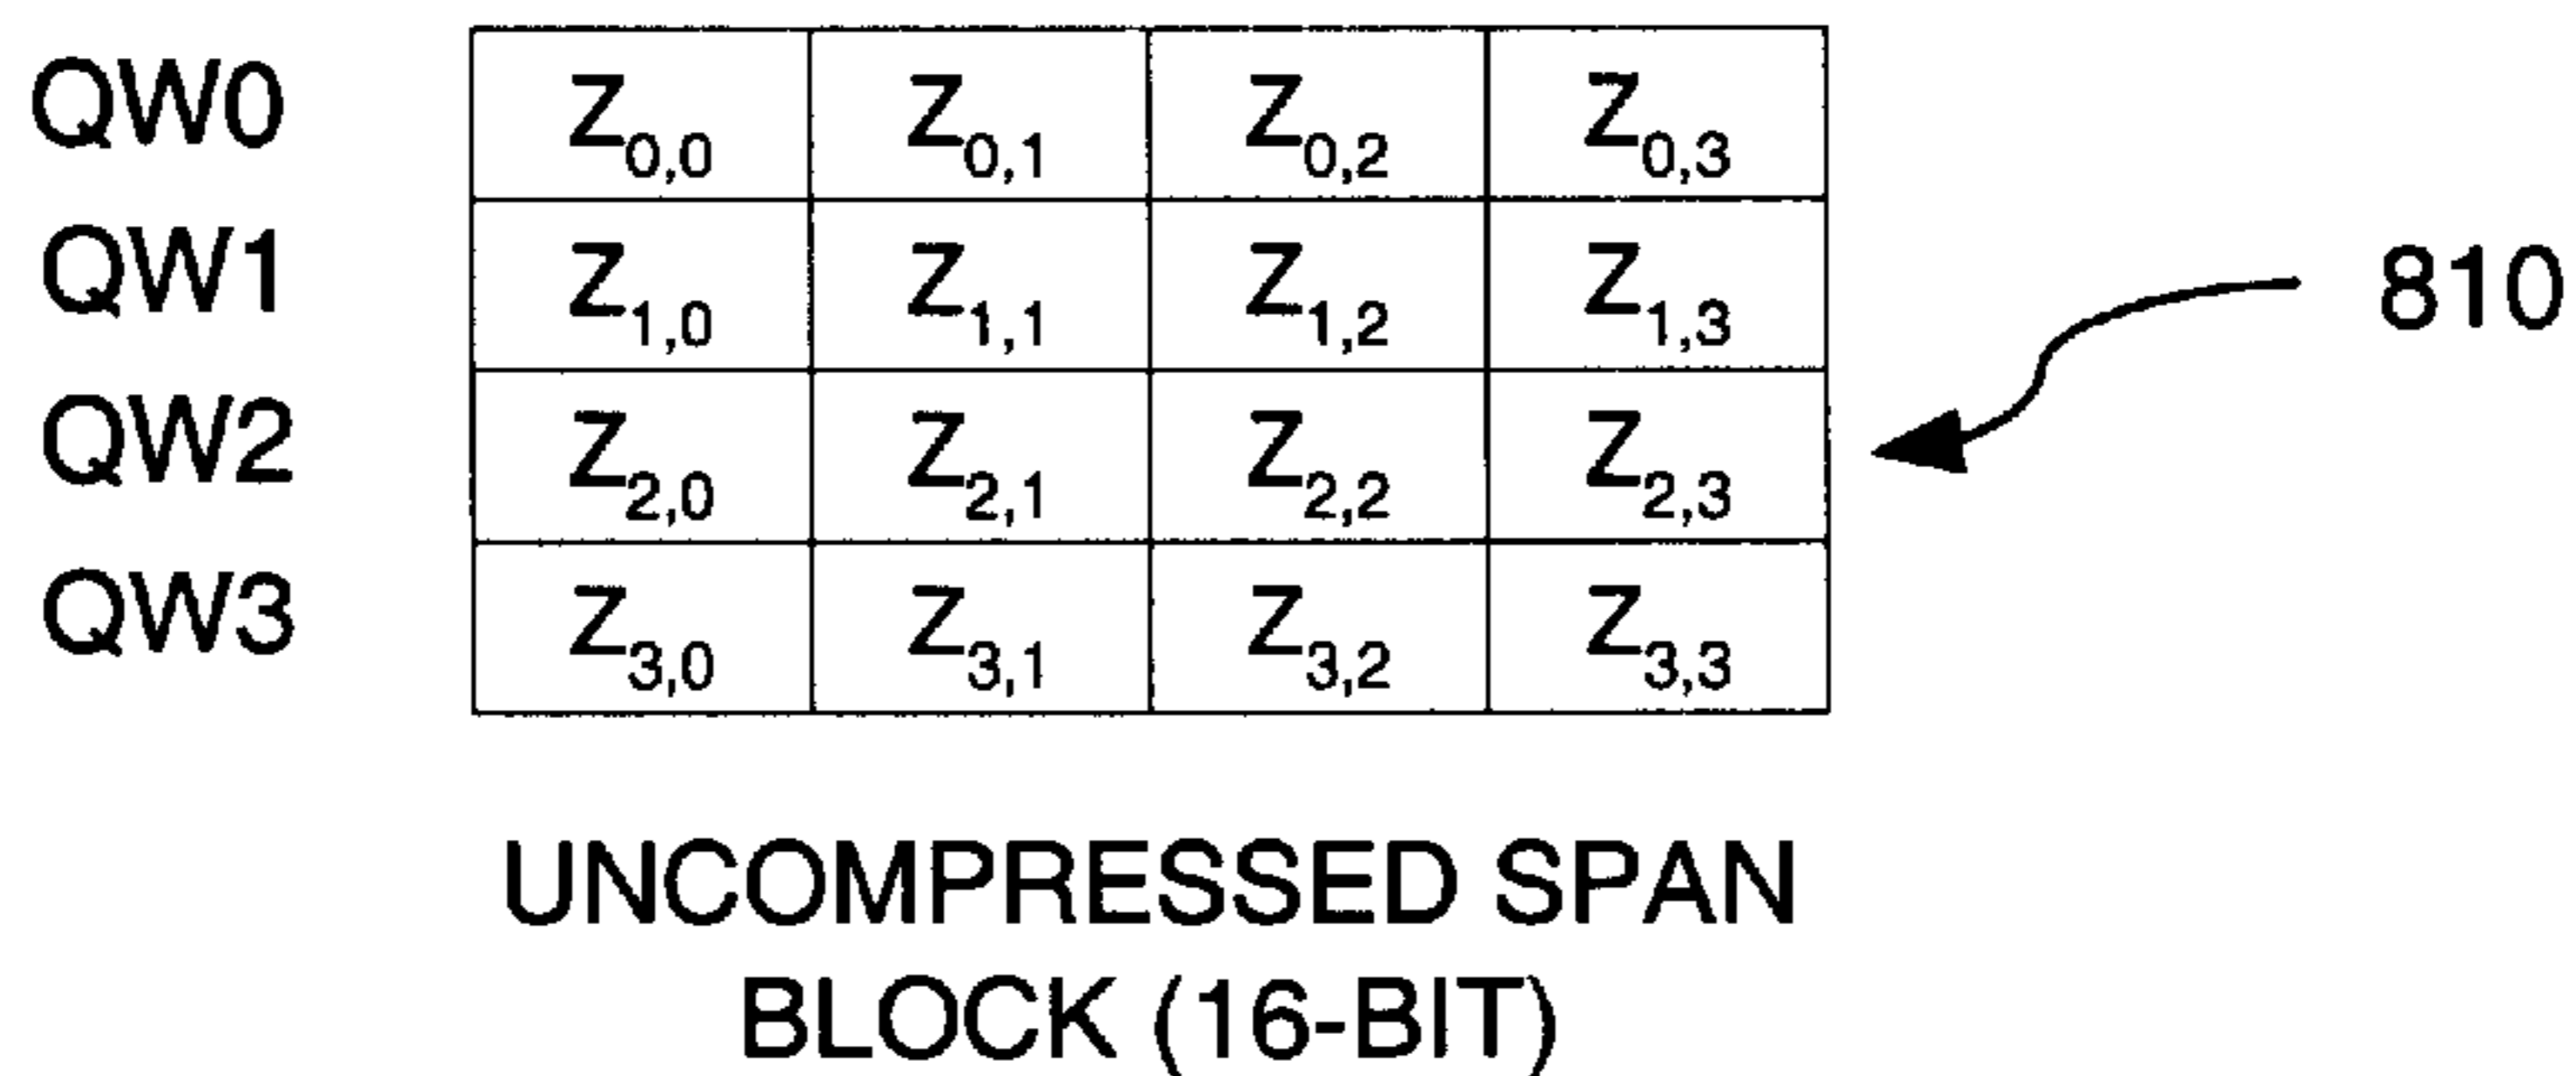 QW0 Z0,0 Z0,1 Z0,2 Z0,3
QW1 Z1,0 Z1,1 Z1,2 Z1,3 810
QW2 Z2,0 Z2,1 Z2,2 Z2,3
QW3 Z3,0 Z3,1 Z3,2 Z3,3
UNCOMPRESSED SPAN
BLOCK (16-BIT)